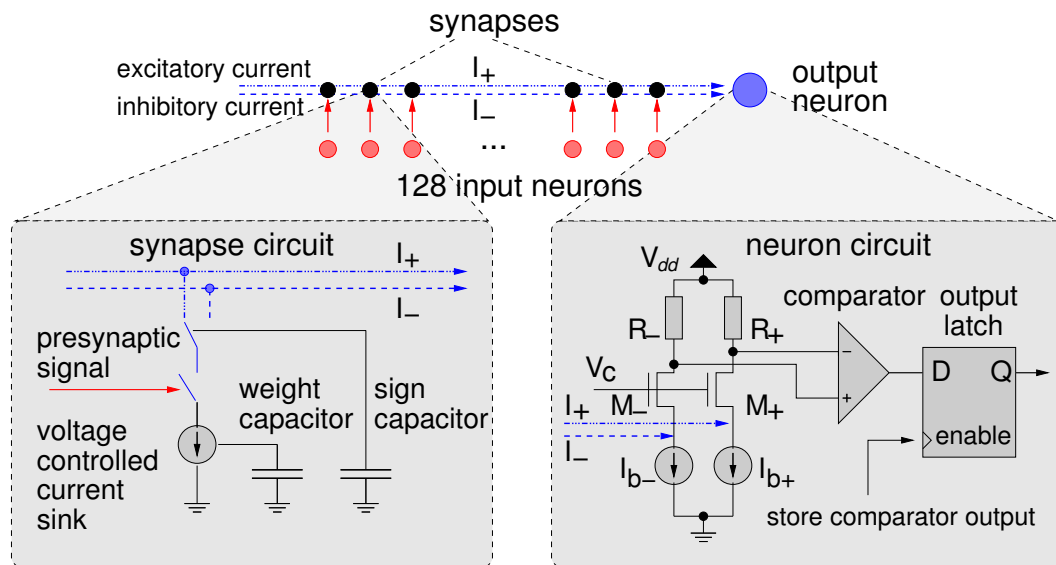 synapses
excitatory current
I+
output
neuron
inhibitory current
I−
...
128 input neurons
synapse circuit
I+
I−
presynaptic
signal
weight
capacitor
sign
capacitor
voltage
controlled
current
sink
neuron circuit
Vdd
comparator
output
latch
R−
R+
−
D
Q
VC
+
M−
M+
I+
I−
enable
Ib−
Ib+
store comparator output